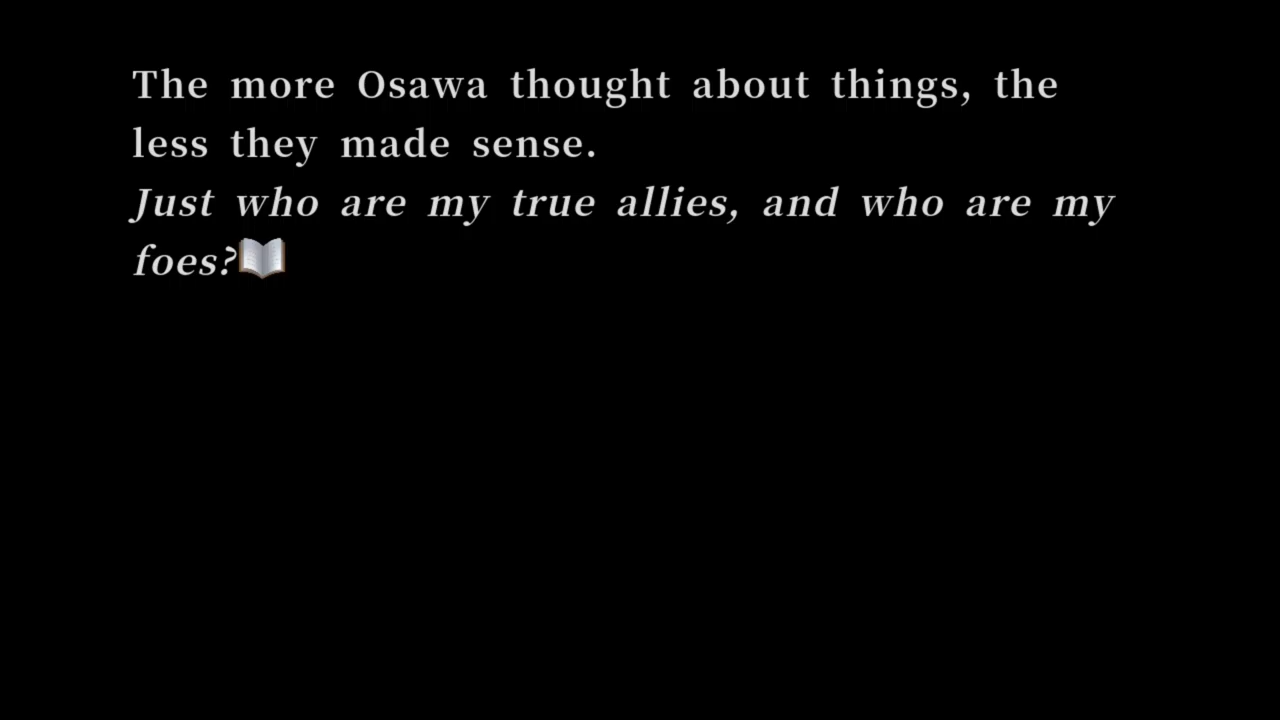 The more Osawa thought about things, the
less they made sense.
Just who are my true allies, and who are my
foes?